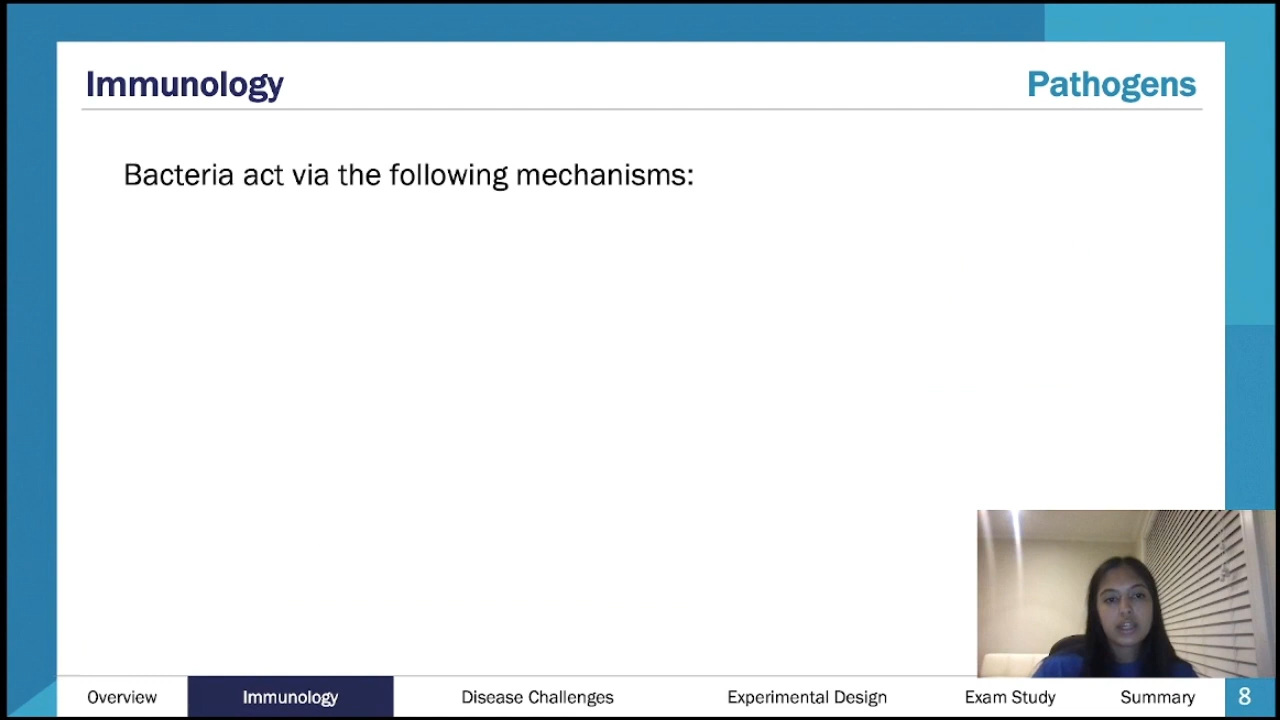 Immunology
Pathogens
Bacteria act via the following mechanisms:
Overview
Immunology
Disease Challenges
Experimental Design
Exam Study
Summary
8